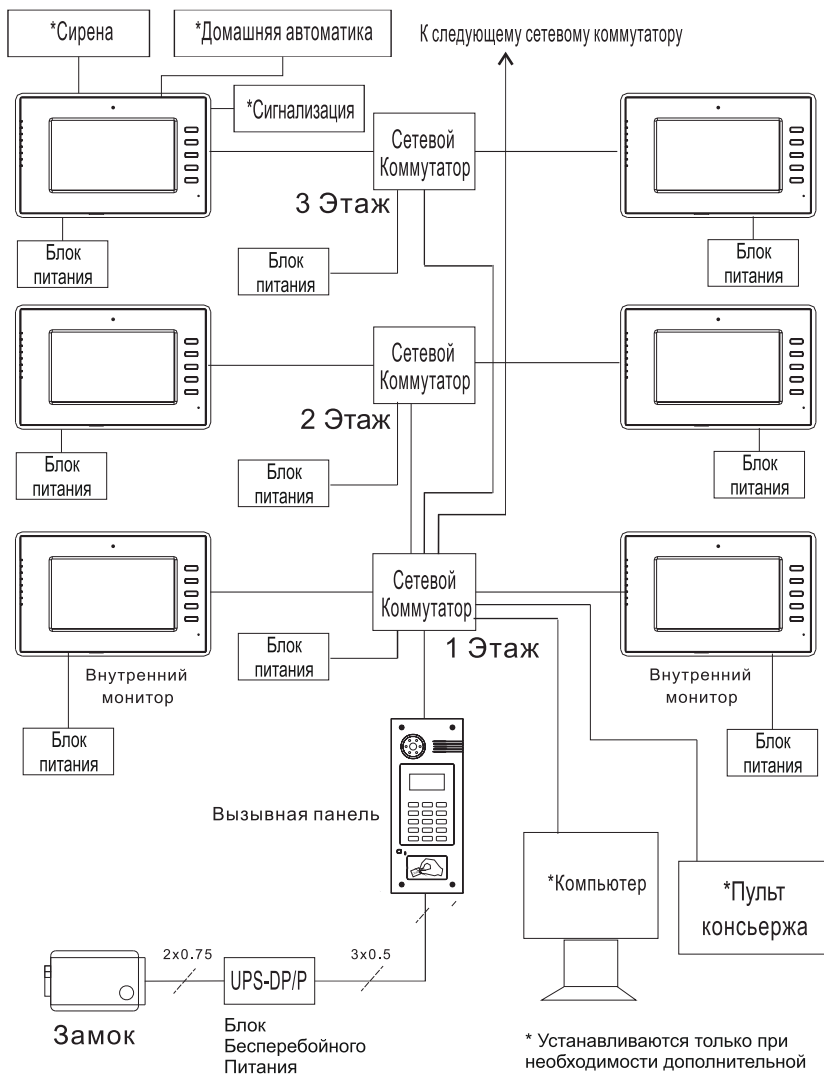 *Сирена
*Домашняя автоматика
К следующему сетевому коммутатору
*Сигнализация
Сетевой
Коммутатор
3 Этаж
Блок
питания
Блок
питания
Блок
питания
Сетевой
Коммутатор
2 Этаж
Блок
питания
Блок
питания
Блок
питания
Сетевой
Коммутатор
1 Этаж
Блок
питания
Внутренний
монитор
Внутренний
монитор
Блок
питания
Блок
питания
Вызывная панель
*Компьютер
*Пульт
консьержа
2x0.75
3x0.5
UPS-DP/P
Замок
Блок
Бесперебойного
Питания
* Устанавливаются только при
необходимости дополнительной